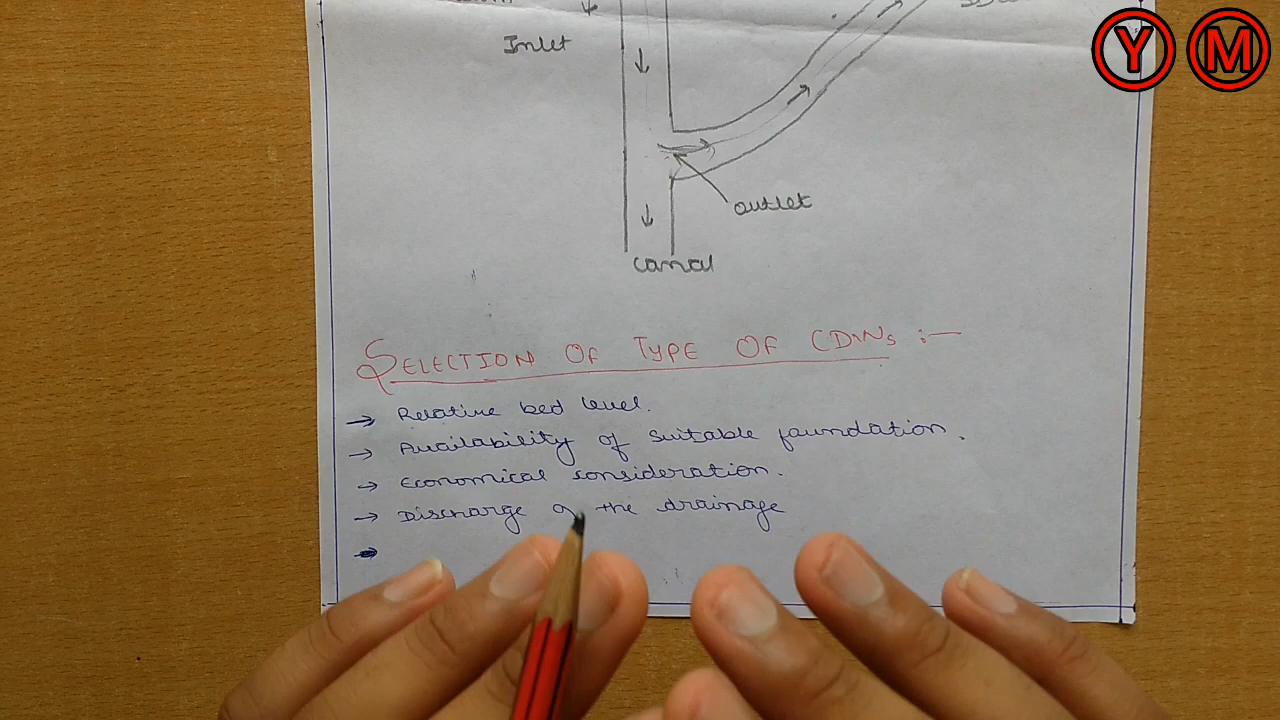 Y M
Inlet
outlet
canal
SELECTION OF TYPE OF CDWs :-
→ Relative bed level.
→ Availability of suitable foundation.
→ Economical consideration.
→ Discharge the drainage